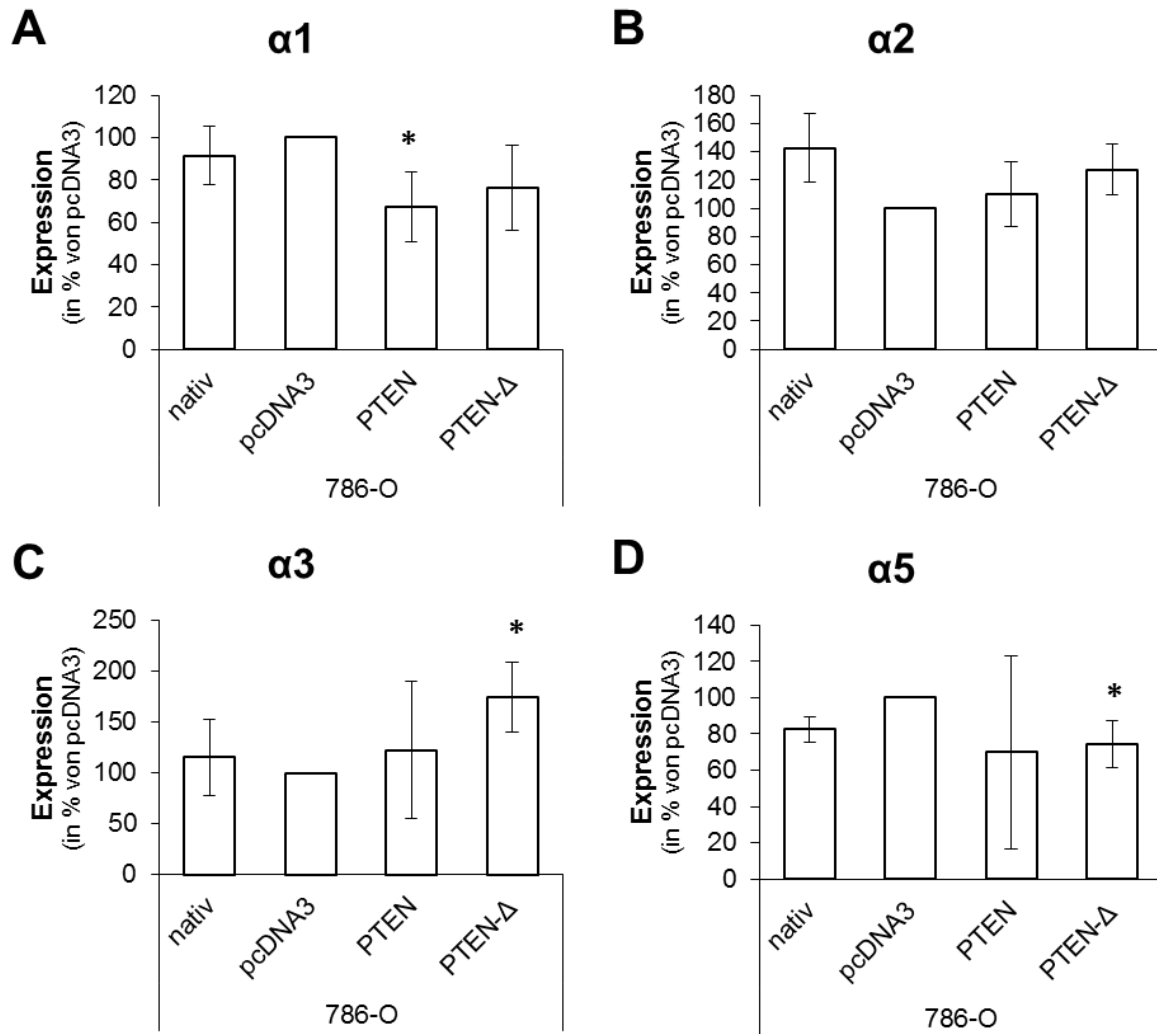 A
α1
Expression
(in % von pcDNA3)
120
100
80
60
40
20
0
*
nativ
pcDNA3
PTEN
PTEN-Δ
786-O
B
α2
Expression
(in % von pcDNA3)
180
160
140
120
100
80
60
40
20
0
nativ
pcDNA3
PTEN
PTEN-Δ
786-O
C
α3
Expression
(in % von pcDNA3)
250
200
150
100
50
0
*
nativ
pcDNA3
PTEN
PTEN-Δ
786-O
D
α5
Expression
(in % von pcDNA3)
140
120
100
80
60
40
20
0
*
nativ
pcDNA3
PTEN
PTEN-Δ
786-O